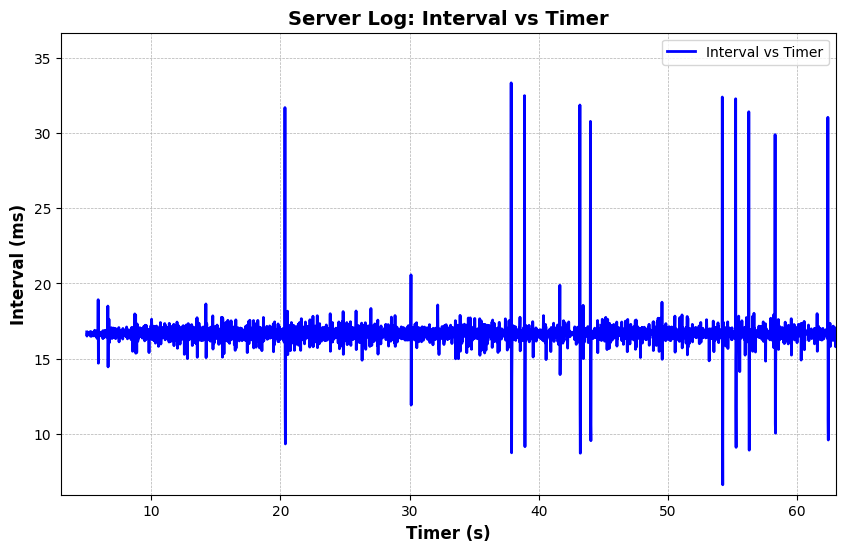 Server Log: Interval vs Timer
Interval vs Timer
35
30
25
20
15
10
Interval (ms)
10 20 30 40 50 60
Timer (s)